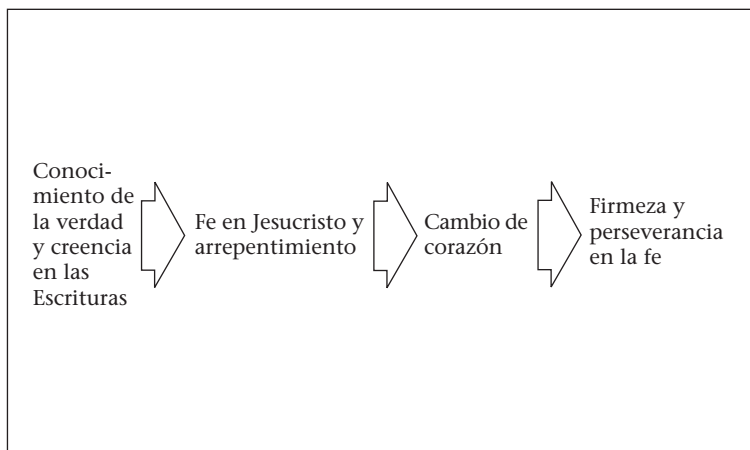 Conoci-
miento de
la verdad
y creencia
en las
Escrituras
Fe en Jesucristo y
arrepentimiento
Cambio de
corazón
Firmeza y
perseverancia
en la fe